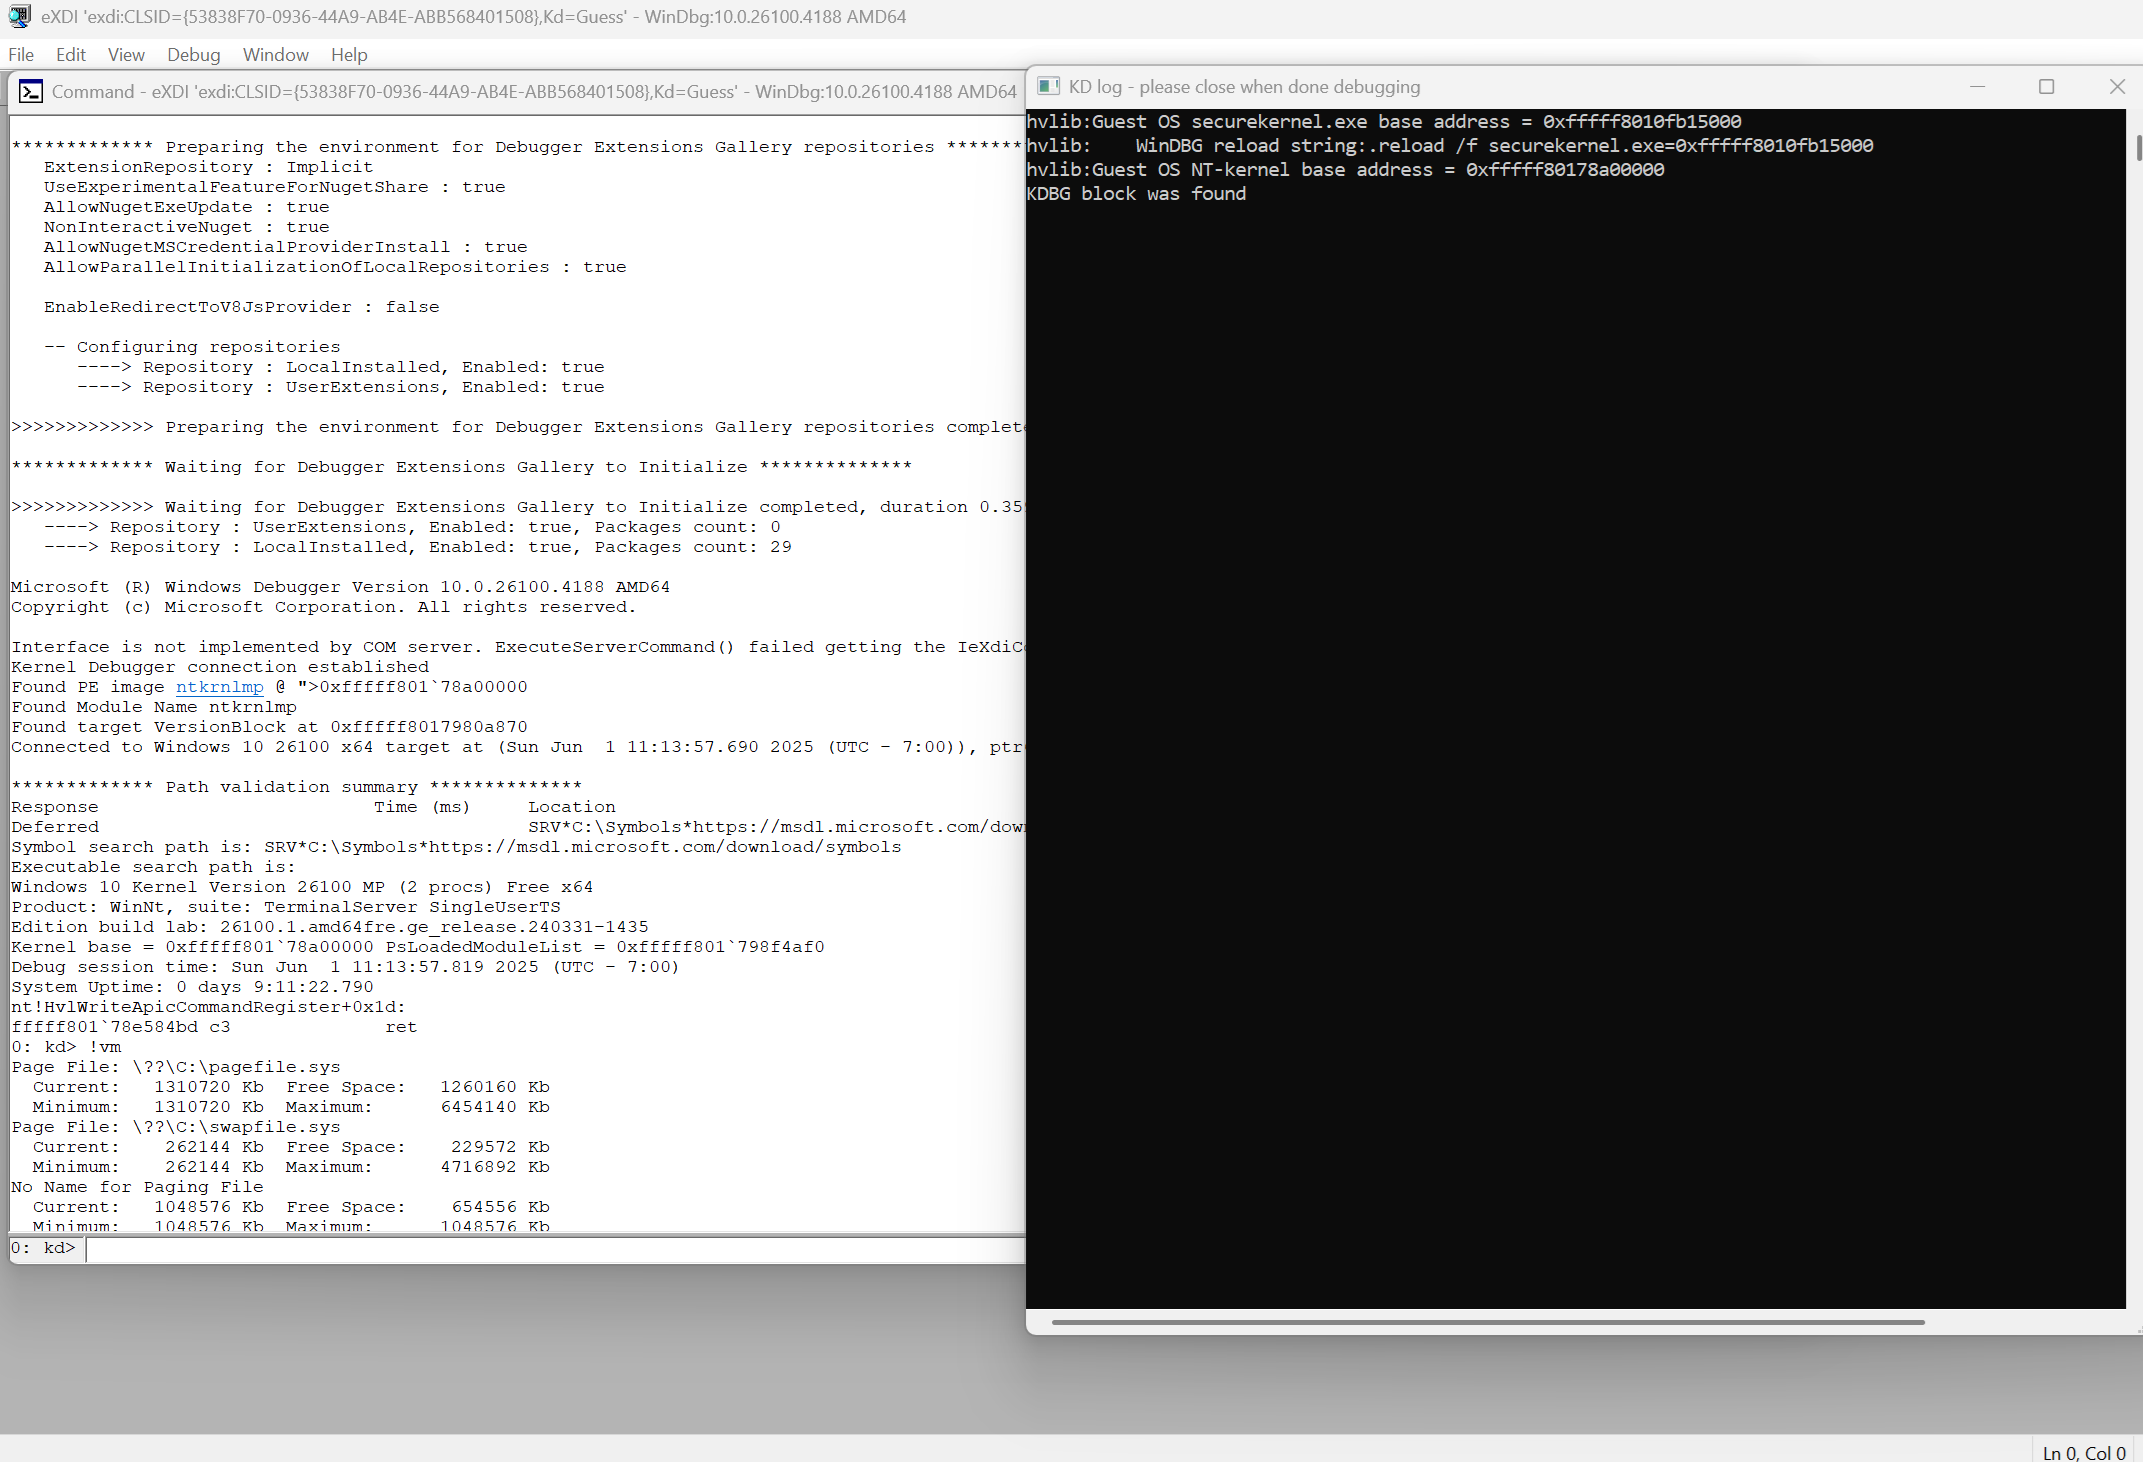 eXDI 'exdi:CLSID={53838F70-0936-44A9-AB4E-ABB568401508},Kd=Guess' - WinDbg:10.0.26100.4188 AMD64
File Edit View Debug Window Help
Command - eXDI 'exdi:CLSID={53838F70-0936-44A9-AB4E-ABB568401508},Kd=Guess' - WinDbg:10.0.26100.4188 AMD64
************* Preparing the environment for Debugger Extensions Gallery repositories *******
ExtensionRepository : Implicit
UseExperimentalFeatureForNugetShare : true
AllowNugetExeUpdate : true
NonInteractiveNuget : true
AllowNugetMSCredentialProviderInstall : true
AllowParallelInitializationOfLocalRepositories : true
EnableRedirectToV8JsProvider : false
-- Configuring repositories
----> Repository : LocalInstalled, Enabled: true
----> Repository : UserExtensions, Enabled: true
>>>>>>>>>>>>> Preparing the environment for Debugger Extensions Gallery repositories complete
************* Waiting for Debugger Extensions Gallery to Initialize **************
>>>>>>>>>>>>> Waiting for Debugger Extensions Gallery to Initialize completed, duration 0.35
----> Repository : UserExtensions, Enabled: true, Packages count: 0
----> Repository : LocalInstalled, Enabled: true, Packages count: 29
Microsoft (R) Windows Debugger Version 10.0.26100.4188 AMD64
Copyright (c) Microsoft Corporation. All rights reserved.
Interface is not implemented by COM server. ExecuteServerCommand() failed getting the IeXdiC
Kernel Debugger connection established
Found PE image ntkrnlmp @ ">0xfffff801`78a00000
Found Module Name ntkrnlmp
Found target VersionBlock at 0xfffff8017980a870
Connected to Windows 10 26100 x64 target at (Sun Jun  1 11:13:57.690 2025 (UTC - 7:00)), ptr
************* Path validation summary **************
Response Time (ms) Location
Deferred SRV*C:\Symbols*https://msdl.microsoft.com/dow
Symbol search path is: SRV*C:\Symbols*https://msdl.microsoft.com/download/symbols
Executable search path is:
Windows 10 Kernel Version 26100 MP (2 procs) Free x64
Product: WinNt, suite: TerminalServer SingleUserTS
Edition build lab: 26100.1.amd64fre.ge_release.240331-1435
Kernel base = 0xfffff801`78a00000 PsLoadedModuleList = 0xfffff801`798f4af0
Debug session time: Sun Jun  1 11:13:57.819 2025 (UTC - 7:00)
System Uptime: 0 days 9:11:22.790
nt!HvlWriteApicCommandRegister+0x1d:
fffff801`78e584bd c3 ret
0: kd> !vm
Page File: \??\C:\pagefile.sys
Current: 1310720 Kb Free Space: 1260160 Kb
Minimum: 1310720 Kb Maximum: 6454140 Kb
Page File: \??\C:\swapfile.sys
Current: 262144 Kb Free Space: 229572 Kb
Minimum: 262144 Kb Maximum: 4716892 Kb
No Name for Paging File
Current: 1048576 Kb Free Space: 654556 Kb
Minimum: 1048576 Kb Maximum: 1048576 Kb
0: kd>
KD log - please close when done debugging
hvlib:Guest OS securekernel.exe base address = 0xfffff8010fb15000
hvlib:    WinDBG reload string:.reload /f securekernel.exe=0xfffff8010fb15000
hvlib:Guest OS NT-kernel base address = 0xfffff80178a00000
KDBG block was found
Ln 0, Col 0